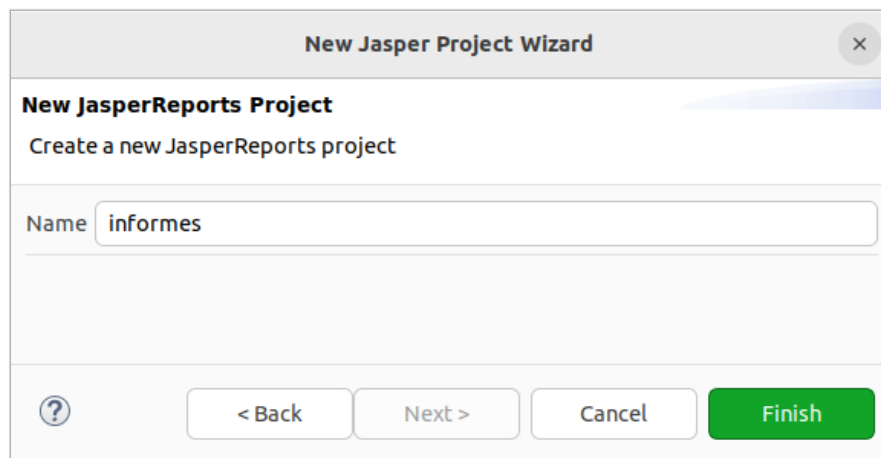 New Jasper Project Wizard
New JasperReports Project
Create a new JasperReports project
Name informes
? < Back Next > Cancel Finish